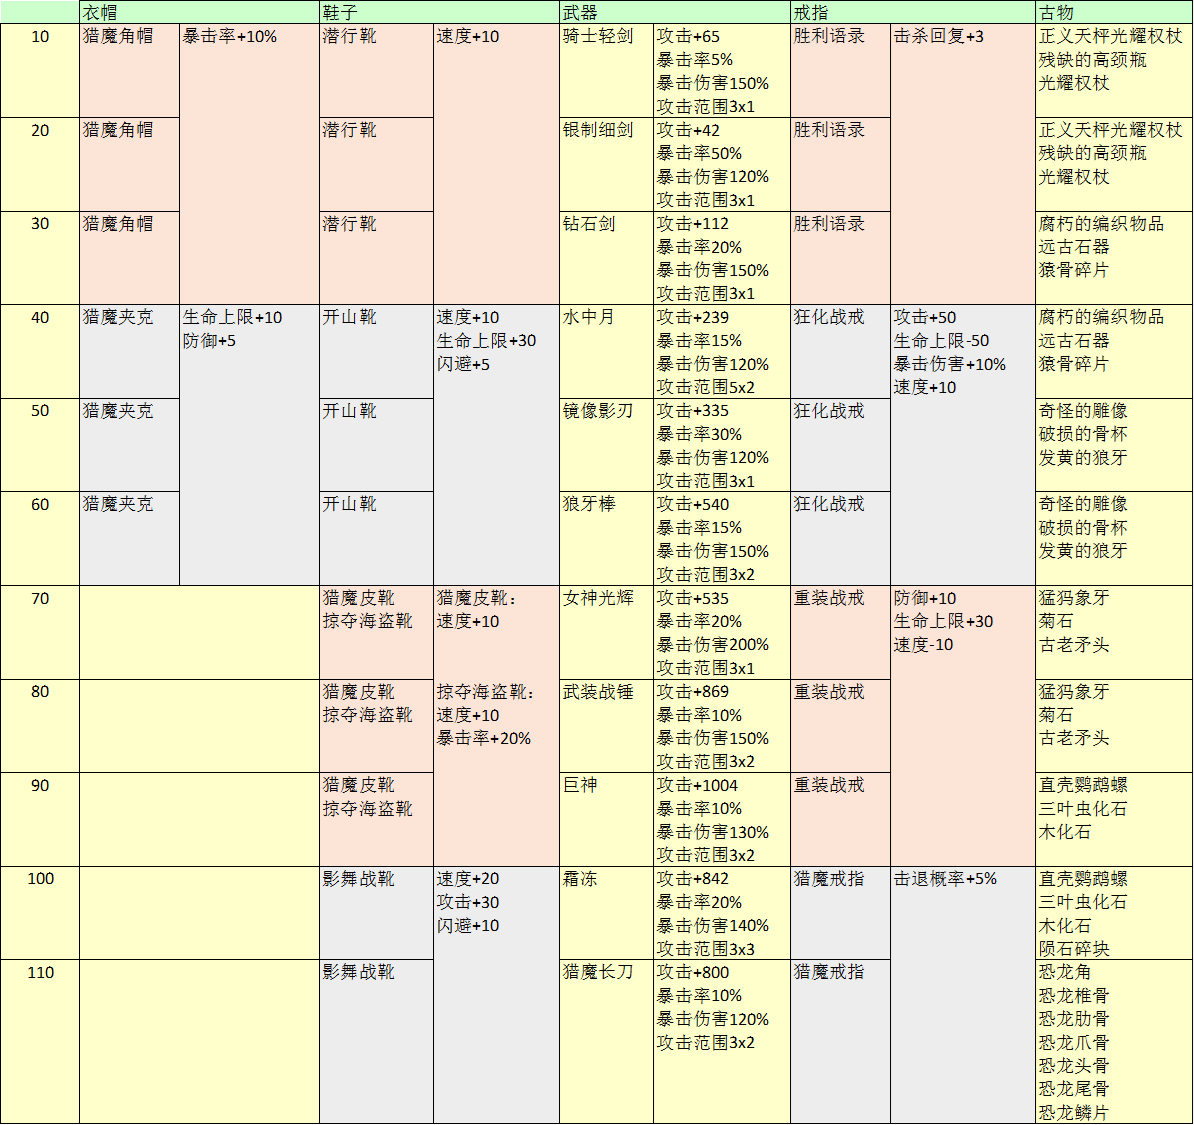 衣帽 鞋子 武器 戒指 古物
10 猎魔角帽 暴击率+10% 潜行靴 速度+10 骑士轻剑 攻击+65 胜利语录 击杀回复+3 正义天枰光耀权杖
暴击率5% 残缺的高颈瓶
暴击伤害150% 光耀权杖
攻击范围3x1
20 猎魔角帽 潜行靴 银制细剑 攻击+42 胜利语录 正义天枰光耀权杖
暴击率50% 残缺的高颈瓶
暴击伤害120% 光耀权杖
攻击范围3x1
30 猎魔角帽 潜行靴 钻石剑 攻击+112 胜利语录 腐朽的编织物品
暴击率20% 远古石器
暴击伤害150% 猿骨碎片
攻击范围3x1
40 猎魔夹克 生命上限+10 开山靴 速度+10 水中月 攻击+239 狂化战戒 攻击+50 腐朽的编织物品
防御+5 生命上限+30 暴击率15% 生命上限-50 远古石器
闪避+5 暴击伤害120% 暴击伤害+10% 猿骨碎片
攻击范围5x2 速度+10
50 猎魔夹克 开山靴 镜像影刃 攻击+335 狂化战戒 奇怪的雕像
暴击率30% 破损的骨杯
暴击伤害120% 发黄的狼牙
攻击范围3x1
60 猎魔夹克 开山靴 狼牙棒 攻击+540 狂化战戒 奇怪的雕像
暴击率15% 破损的骨杯
暴击伤害150% 发黄的狼牙
攻击范围3x2
70 猎魔皮靴 猎魔皮靴： 女神光辉 攻击+535 重装战戒 防御+10 猛犸象牙
掠夺海盗靴 速度+10 暴击率20% 生命上限+30 菊石
暴击伤害200% 速度-10 古老矛头
攻击范围3x1
80 猎魔皮靴 掠夺海盗靴： 武装战锤 攻击+869 重装战戒 猛犸象牙
掠夺海盗靴 速度+10 暴击率10% 菊石
暴击率+20% 暴击伤害150% 古老矛头
攻击范围3x2
90 猎魔皮靴 巨神 攻击+1004 重装战戒 直壳鹦鹉螺
掠夺海盗靴 暴击率10% 三叶虫化石
暴击伤害130% 木化石
攻击范围3x2
100 影舞战靴 速度+20 霜冻 攻击+842 猎魔戒指 击退概率+5% 直壳鹦鹉螺
攻击+30 暴击率20% 三叶虫化石
闪避+10 暴击伤害140% 木化石
攻击范围3x3 陨石碎块
110 影舞战靴 猎魔长刀 攻击+800 猎魔戒指 恐龙角
暴击率10% 恐龙椎骨
暴击伤害120% 恐龙肋骨
攻击范围3x2 恐龙爪骨
恐龙头骨
恐龙尾骨
恐龙鳞片